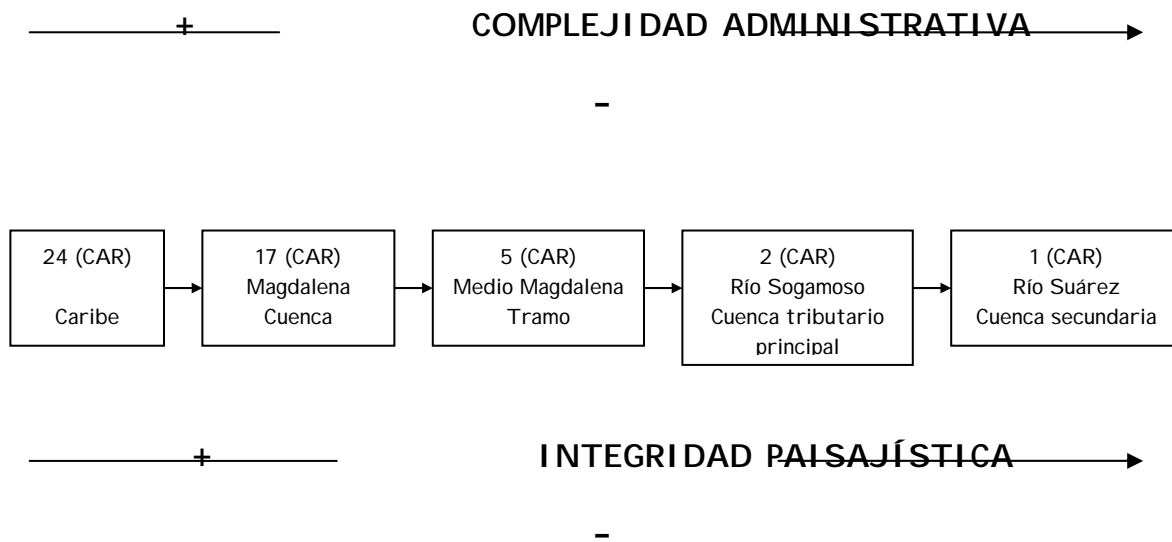 + COMPLEJIDAD ADMINISTRATIVA
-
24 (CAR)
Caribe
17 (CAR)
Magdalena
Cuenca
5 (CAR)
Medio Magdalena
Tramo
2 (CAR)
Río Sogamoso
Cuenca tributario
principal
1 (CAR)
Río Suárez
Cuenca secundaria
+ INTEGRIDAD PAISAJÍSTICA
-